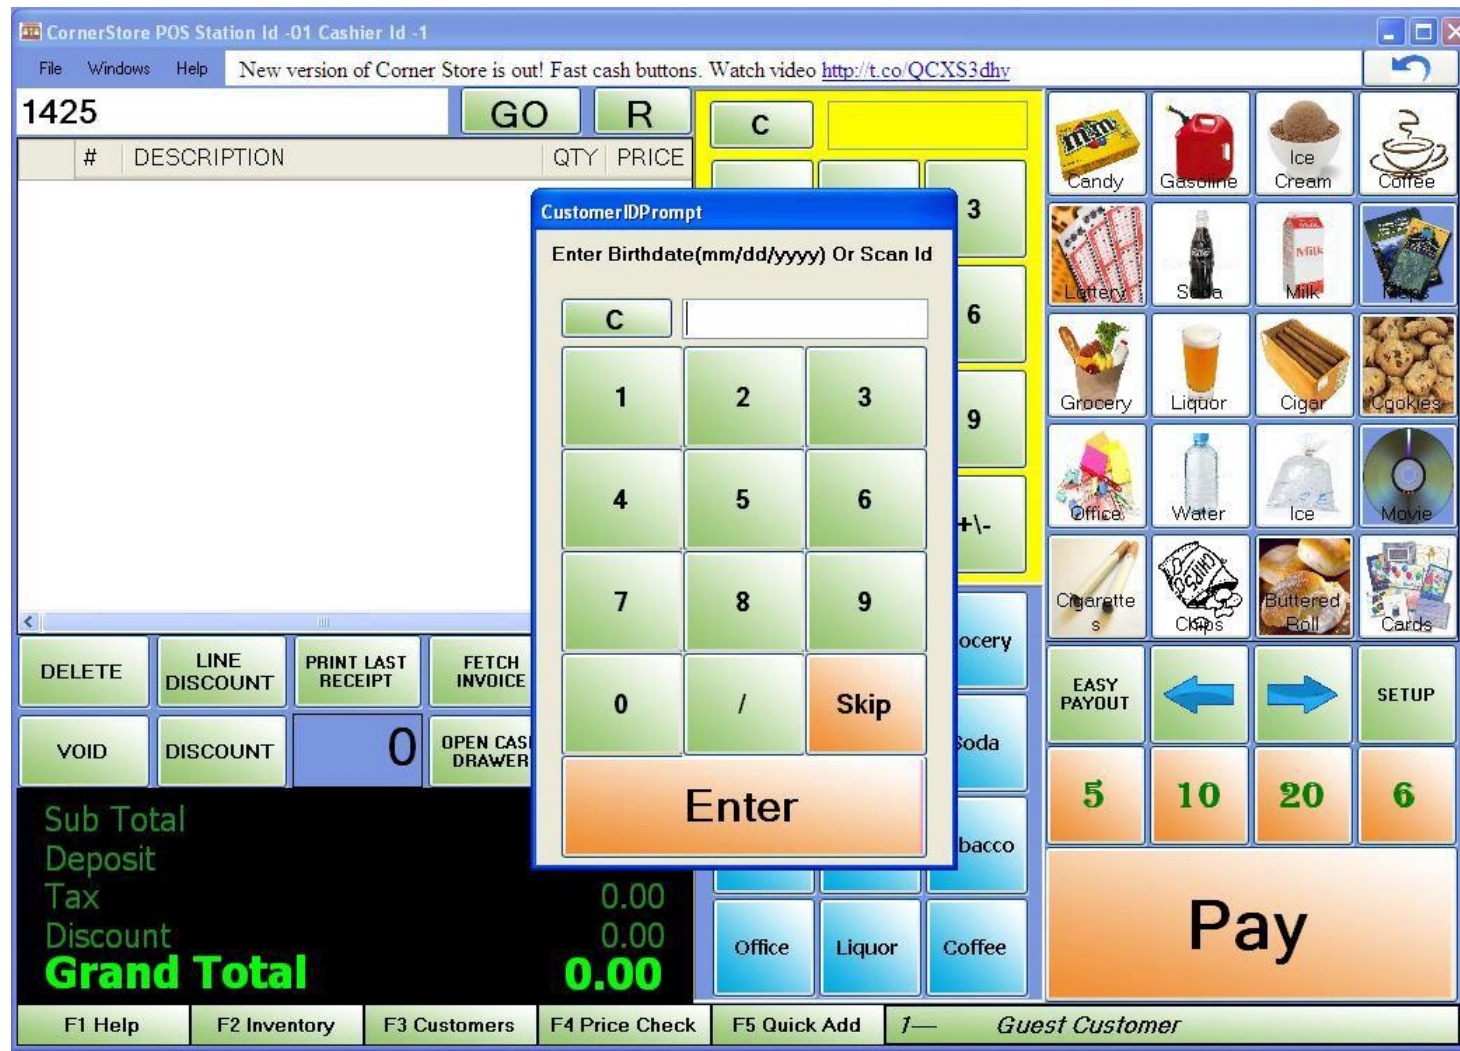 CornerStore POS Station Id -01 Cashier Id -1
File Windows Help New version of Corner Store is out! Fast cash buttons. Watch video http://t.co/QCXS3dhy
1425 GO R
# DESCRIPTION QTY PRICE
C
3
6
9
+\-
CustomerIDPrompt
Enter Birthdate(mm/dd/yyyy) Or Scan Id
C
1 2 3
4 5 6
7 8 9
0 / Skip
Enter
Candy Gasoline Ice Cream Coffee
Lottery Soda Milk Maps
Grocery Liquor Cigar Cookies
Office Water Ice Movie
Cigarettes Chips Buttered Roll Cards
CHIPS
DELETE LINE DISCOUNT PRINT LAST RECEIPT FETCH INVOICE
VOID DISCOUNT 0 OPEN CAS
DRAWER
ocery
Soda
bacco
Office Liquor Coffee
EASY PAYOUT SETUP
5 10 20 6
Pay
Sub Total
Deposit
Tax 0.00
Discount 0.00
Grand Total 0.00
F1 Help F2 Inventory F3 Customers F4 Price Check F5 Quick Add 1— Guest Customer